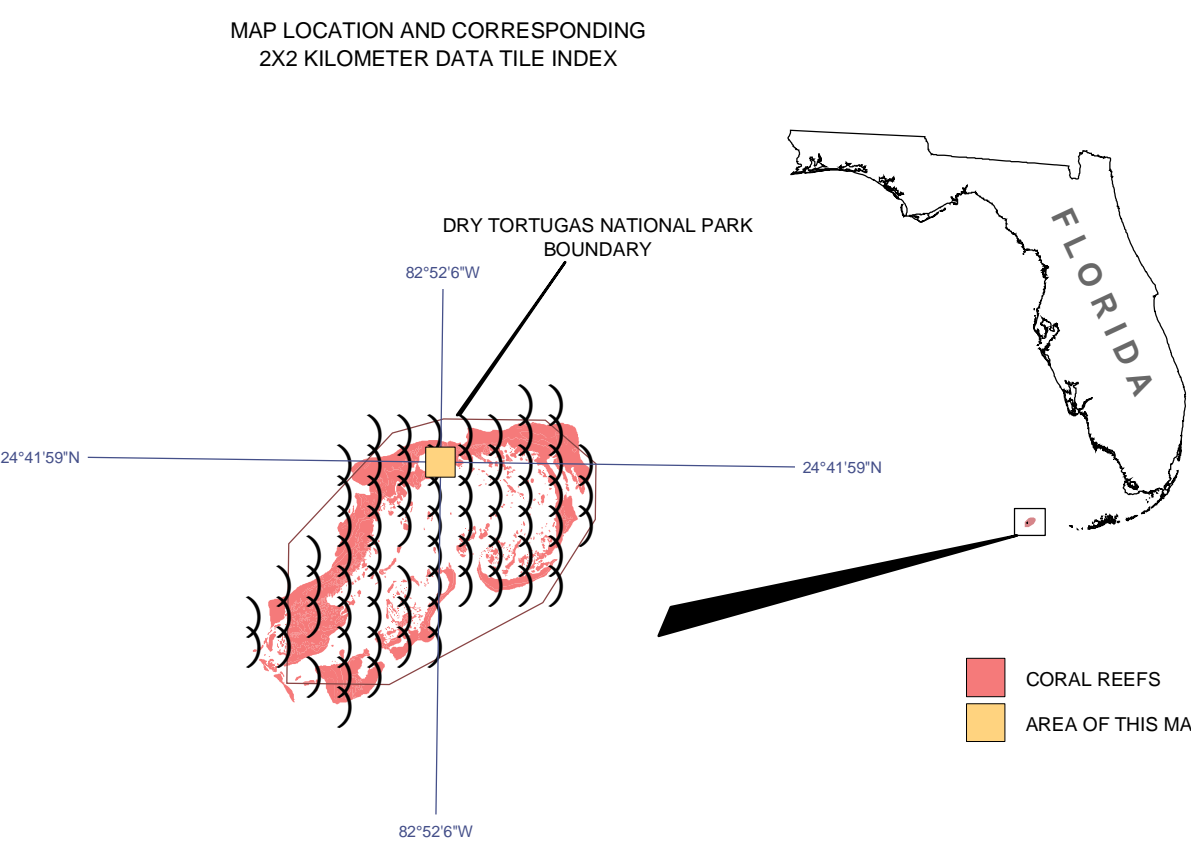 MAP LOCATION AND CORRESPONDING
2X2 KILOMETER DATA TILE INDEX
DRY TORTUGAS NATIONAL PARK
BOUNDARY
82°52'6"W
FLORIDA
24°41'59"N
24°41'59"N
CORAL REEFS
AREA OF THIS MA
82°52'6"W